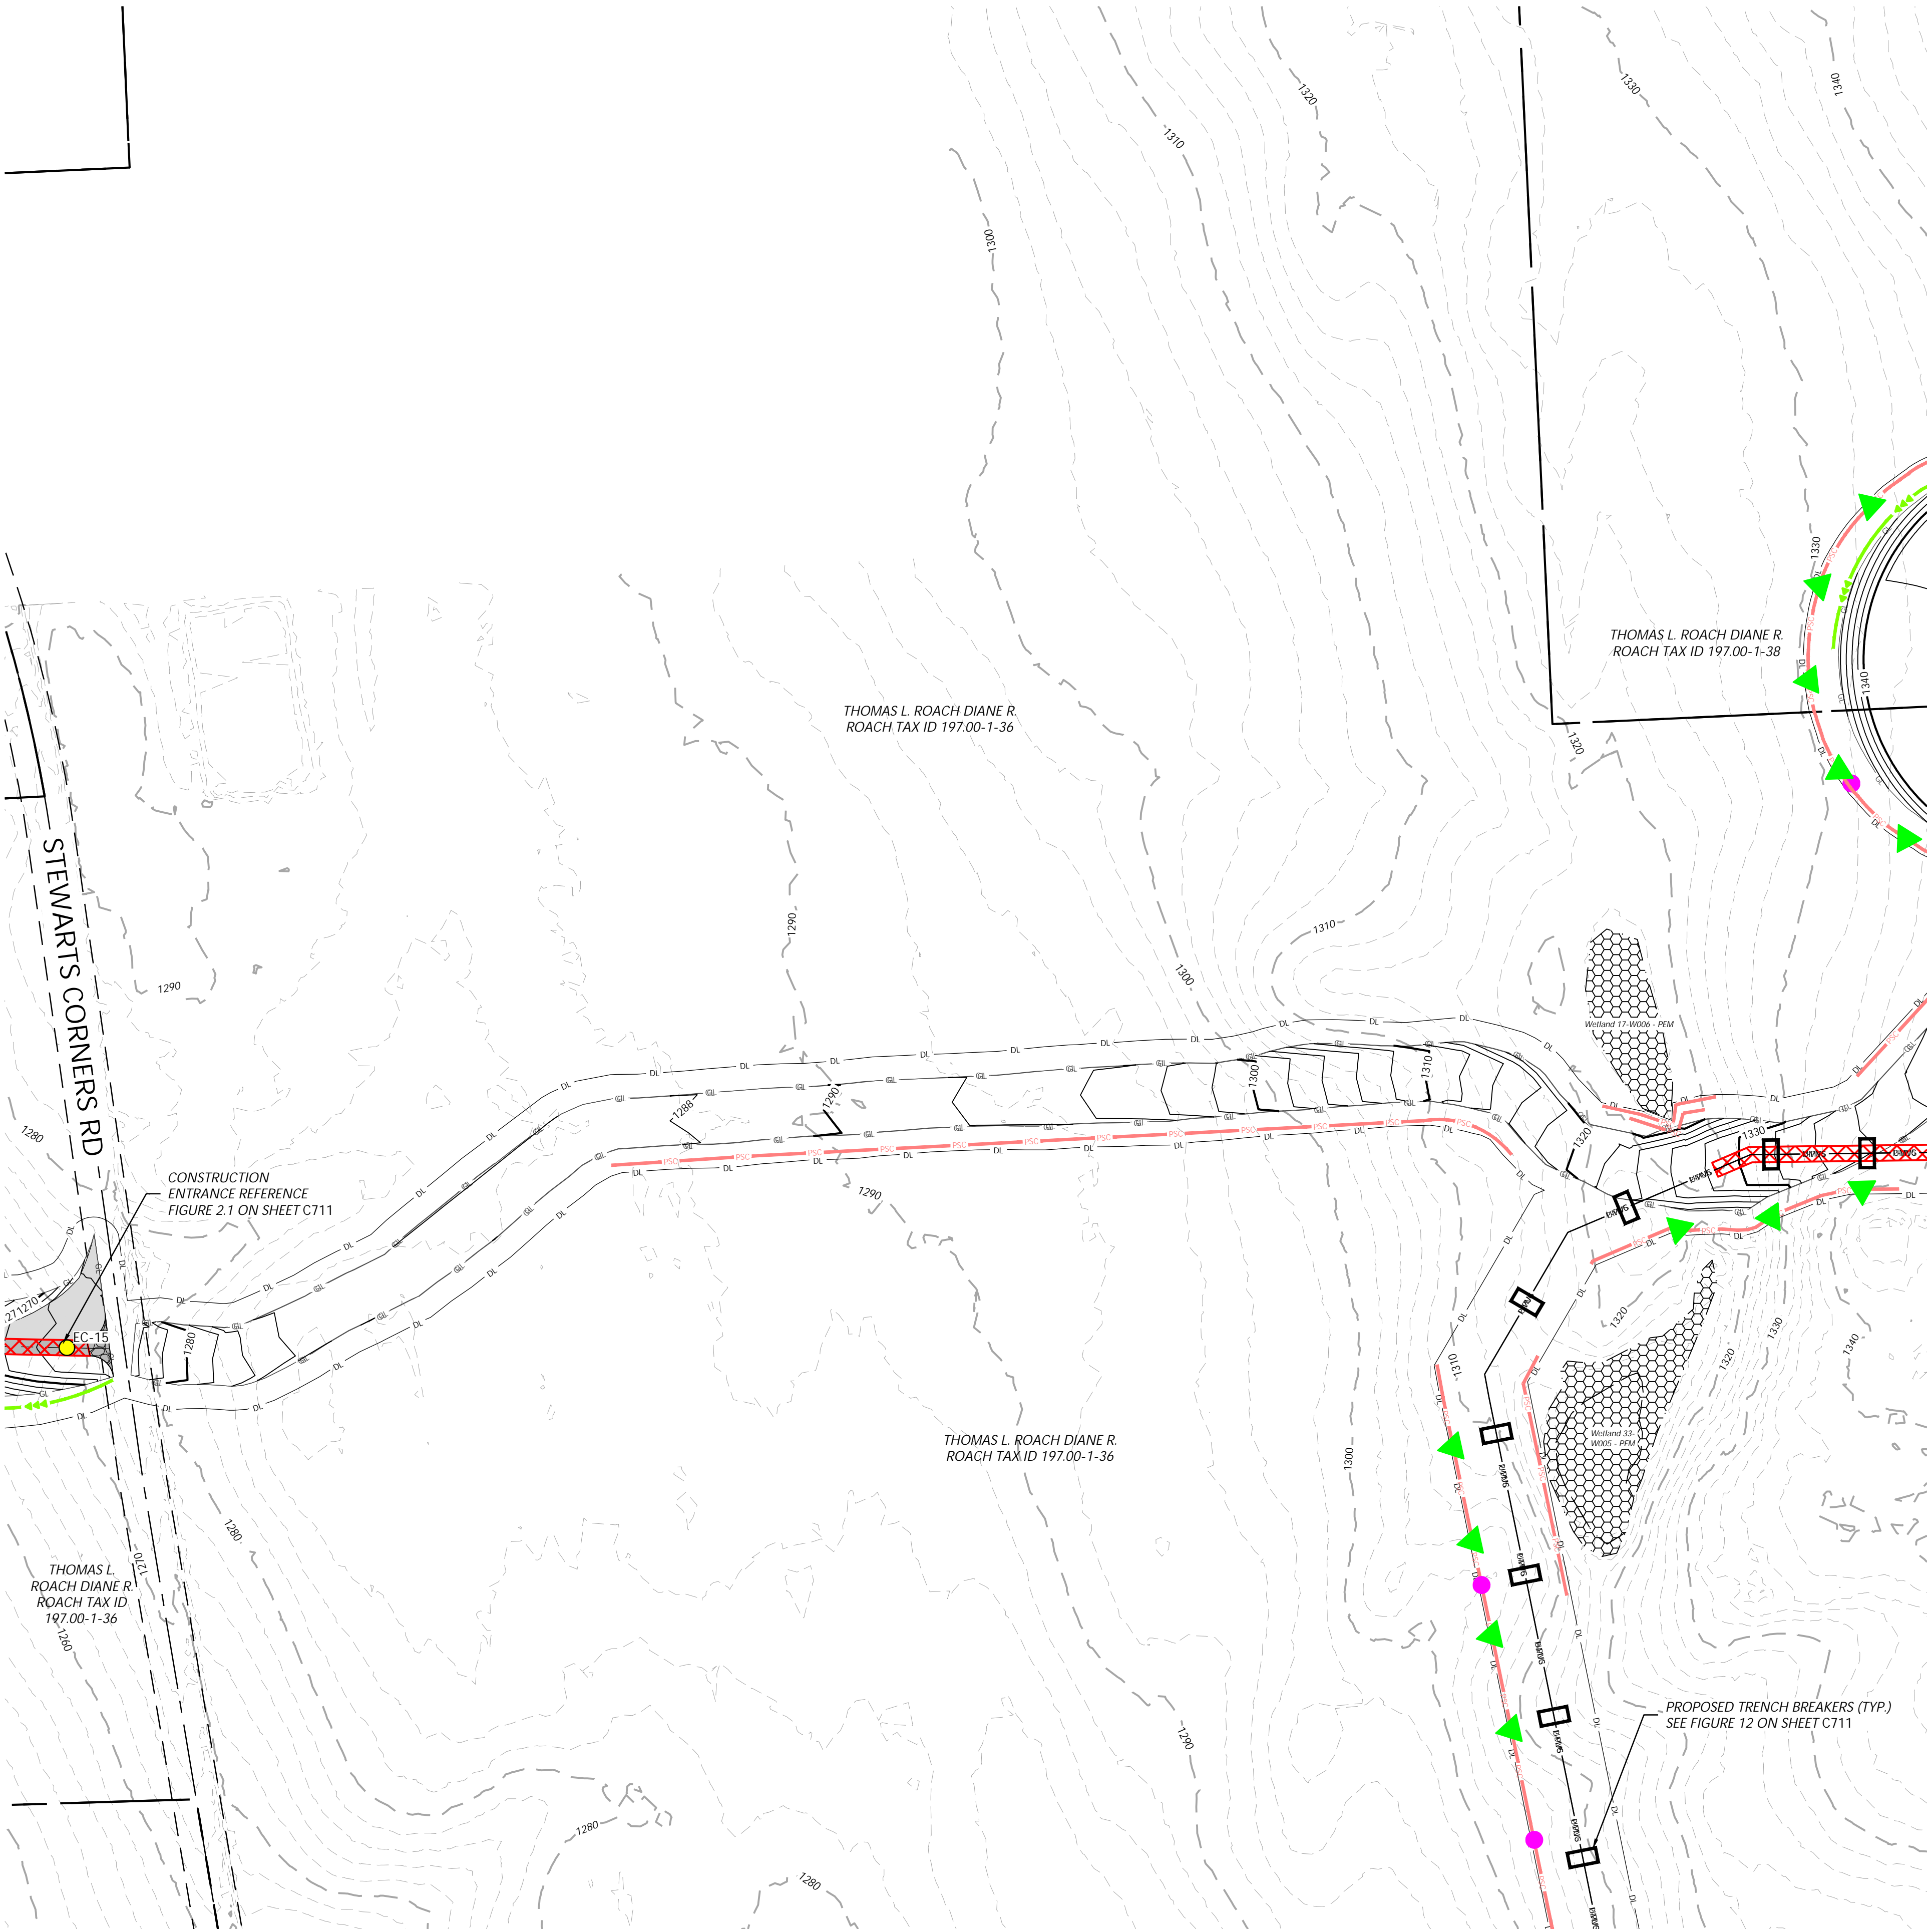 1320
1330
1340
1310
1300
1330
THOMAS L. ROACH DIANE R.
ROACH TAX ID 197.00-1-38
1340
THOMAS L. ROACH DIANE R.
ROACH TAX ID 197.00-1-36
1320
STEWARTS CORNERS RD
1290
1290
1310
1300
Wetland 17-W006 - PEM
1280
1288
1290
1300
1310
1320
1330
CONSTRUCTION
ENTRANCE REFERENCE
FIGURE 2.1 ON SHEET C711
1290
1270
EC-15
1280
1320
1330
1340
1320
1310
THOMAS L. ROACH DIANE R.
ROACH TAX ID 197.00-1-36
1300
Wetland 33-
W005 - PEM
1280
1270
THOMAS L.
ROACH DIANE R.
ROACH TAX ID
197.00-1-36
1260
PROPOSED TRENCH BREAKERS (TYP.)
SEE FIGURE 12 ON SHEET C711
1290
1280
1280
DL
GL
PSC